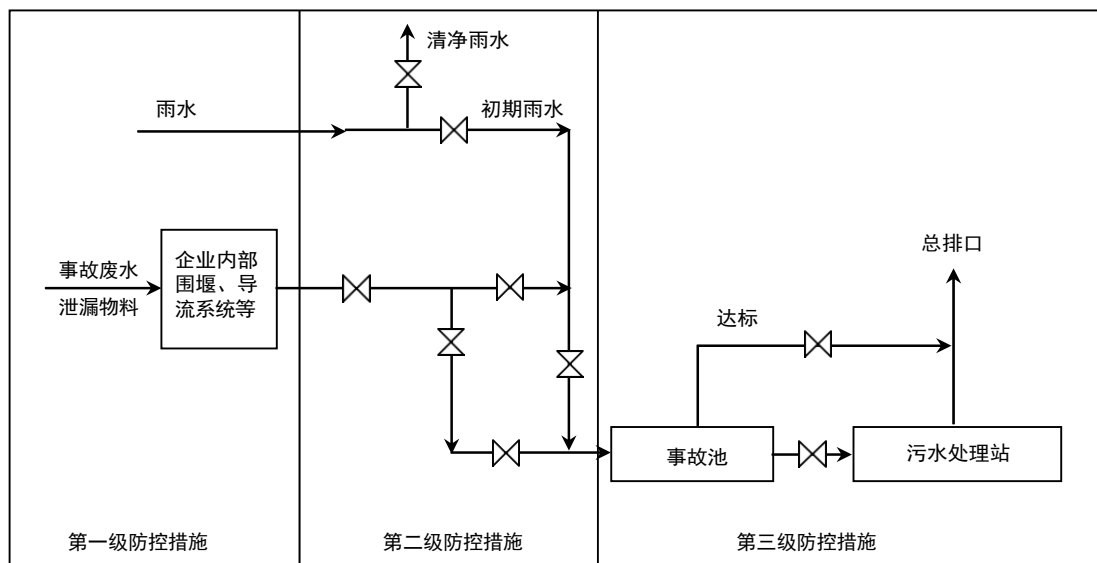 清净雨水
雨水
初期雨水
事故废水
泄漏物料
企业内部
围堰、导
流系统等
总排口
达标
事故池
污水处理站
第一级防控措施
第二级防控措施
第三级防控措施